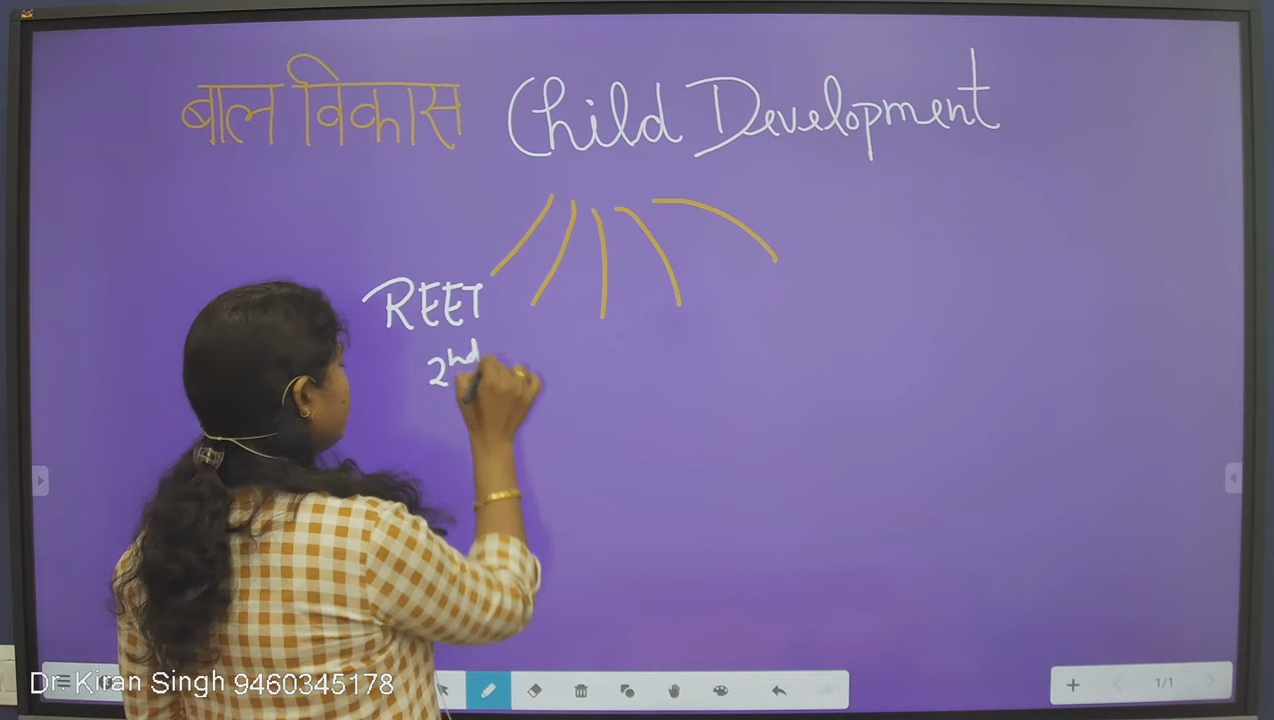 बाल विकास Child Development
REET
2nd
Dr. Kiran Singh 9460345178
1/1